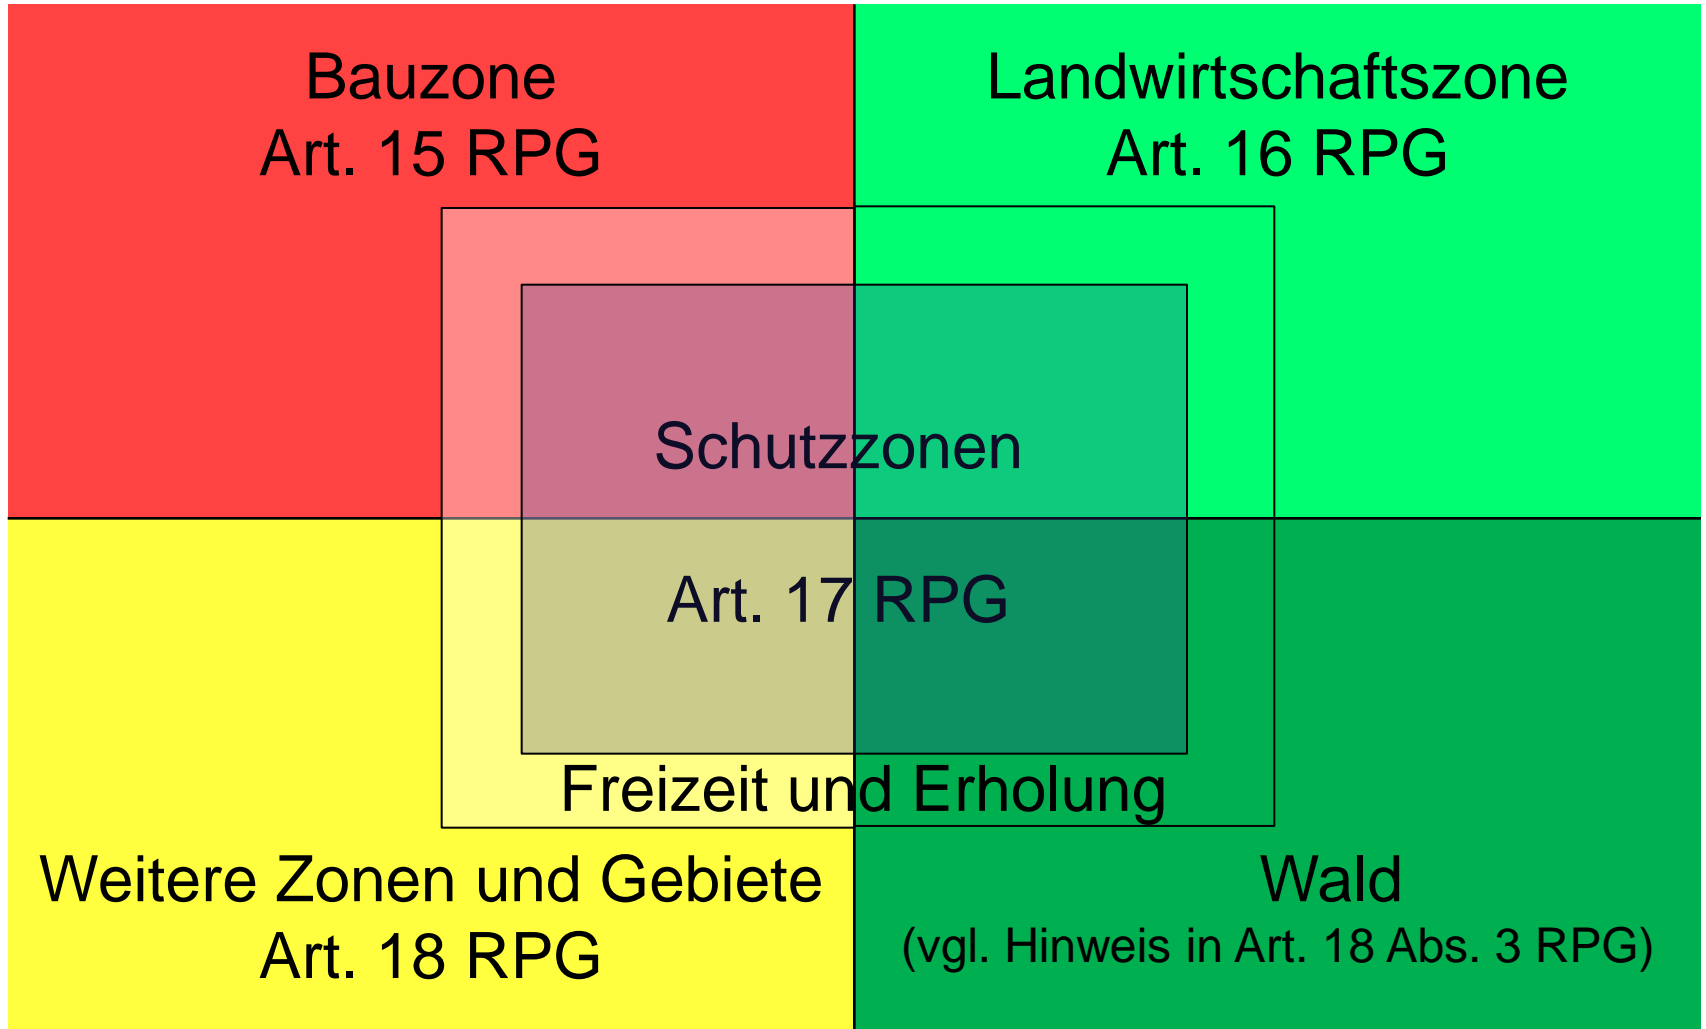 Bauzone
Art. 15 RPG
Landwirtschaftszone
Art. 16 RPG
Schutzzonen
Art. 17 RPG
Freizeit und Erholung
Weitere Zonen und Gebiete
Art. 18 RPG
Wald
(vgl. Hinweis in Art. 18 Abs. 3 RPG)